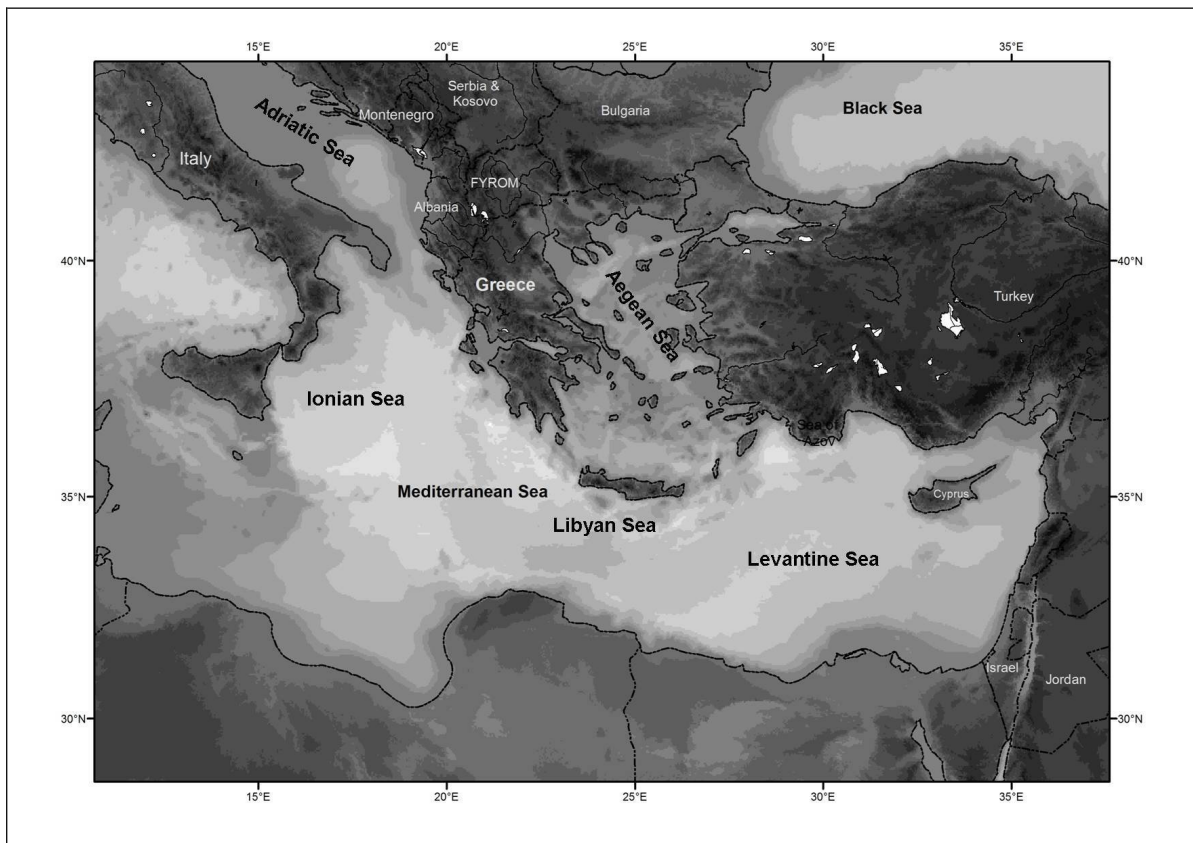 15°E 20°E 25°E 30°E 35°E
Serbia &
Kosovo
Black Sea
Adriatic Sea
Montenegro
Bulgaria
Italy
FYROM
Albania
40°N 40°N
Aegean Sea
Greece
Turkey
Ionian Sea
Sea of
Azov
Mediterranean Sea
35°N 35°N
Cyprus
Libyan Sea
Levantine Sea
Israel
Jordan
30°N 30°N
15°E 20°E 25°E 30°E 35°E